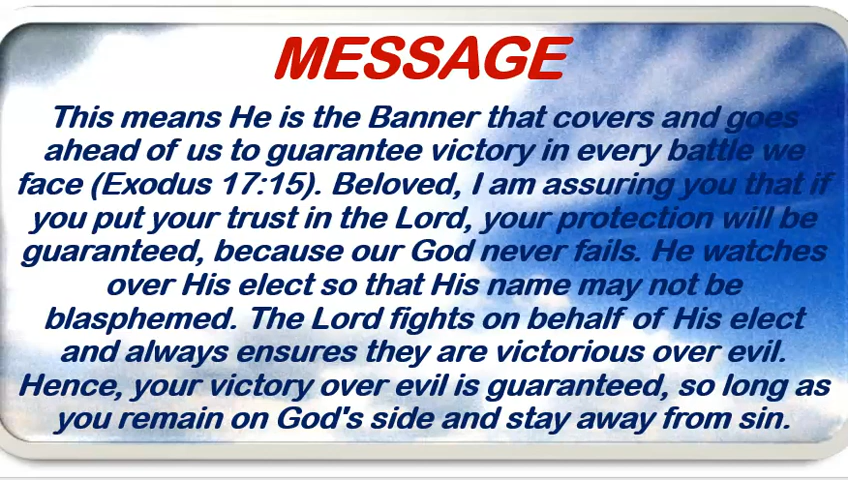 MESSAGE
This means He is the Banner that covers and goes
ahead of us to guarantee victory in every battle we
face (Exodus 17:15). Beloved, I am assuring you that if
you put your trust in the Lord, your protection will be
guaranteed, because our God never fails. He watches
over His elect so that His name may not be
blasphemed. The Lord fights on behalf of His elect
and always ensures they are victorious over evil.
Hence, your victory over evil is guaranteed, so long as
you remain on God's side and stay away from sin.